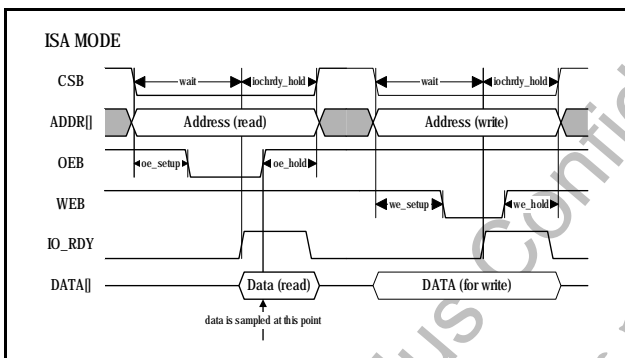 ISA MODE
CSB wait iochrdy_hold wait iochrdy_hold
ADDR[] Address (read) Address (write)
OEB oe_setup oe_hold
WEB we_setup we_hold
IO_RDY
DATA[] Data (read) DATA (for write)
data is sampled at this point